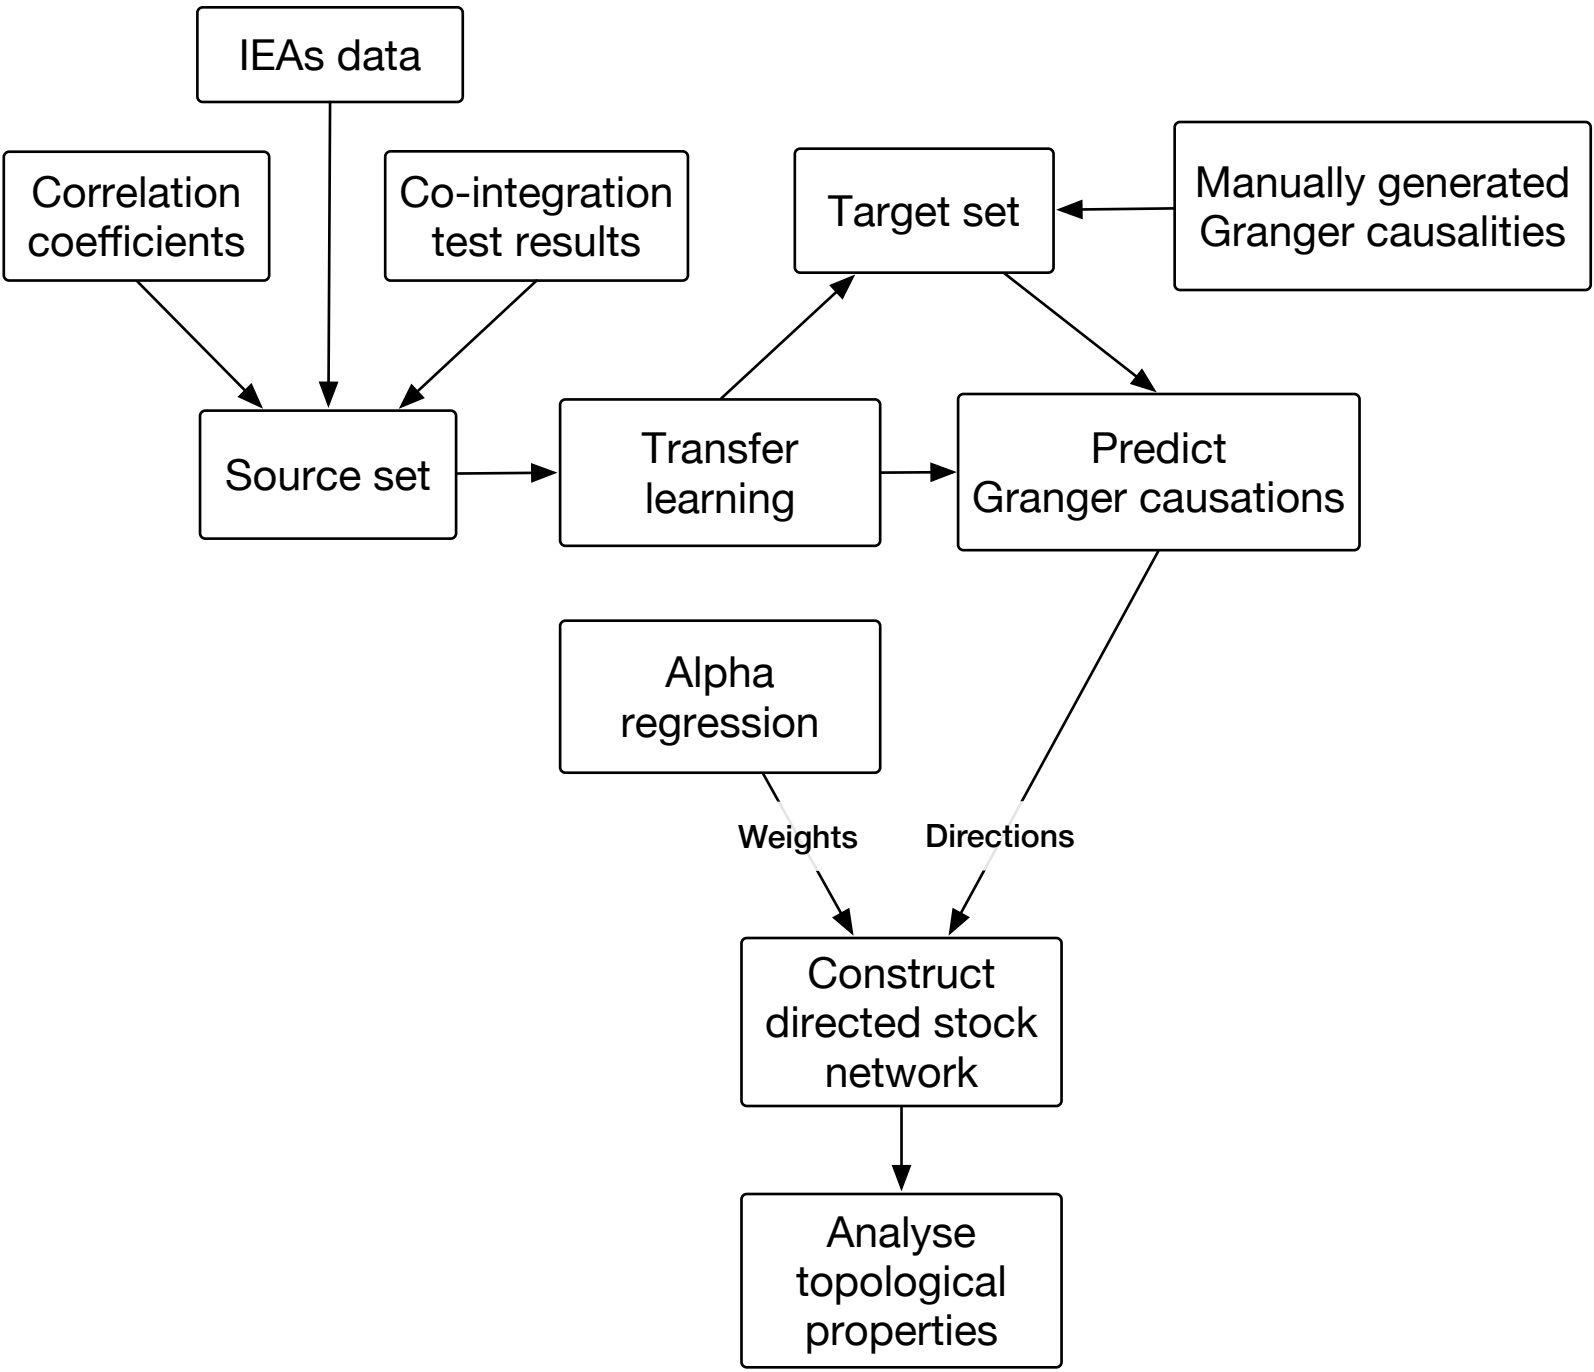 IEAs data
Correlation
coefficients
Co-integration
test results
Target set
Manually generated
Granger causalities
Source set
Transfer
learning
Predict
Granger causations
Alpha
regression
Weights
Directions
Construct
directed stock
network
Analyse
topological
properties